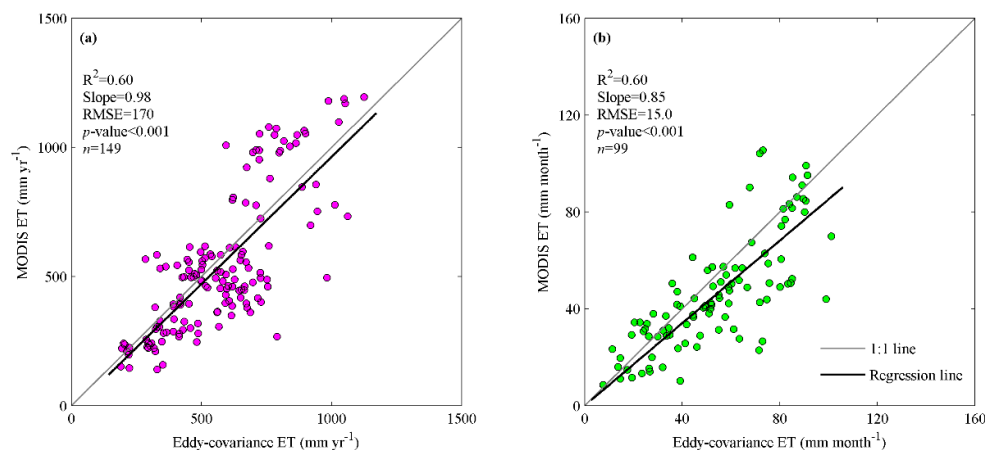 (a)
R²=0.60
Slope=0.98
RMSE=170
p-value<0.001
n=149
1500
1000
500
0
MODIS ET (mm yr⁻¹)
0 500 1000 1500
Eddy-covariance ET (mm yr⁻¹)
(b)
R²=0.60
Slope=0.85
RMSE=15.0
p-value<0.001
n=99
160
120
80
40
0
MODIS ET (mm month⁻¹)
1:1 line
Regression line
0 40 80 120 160
Eddy-covariance ET (mm month⁻¹)